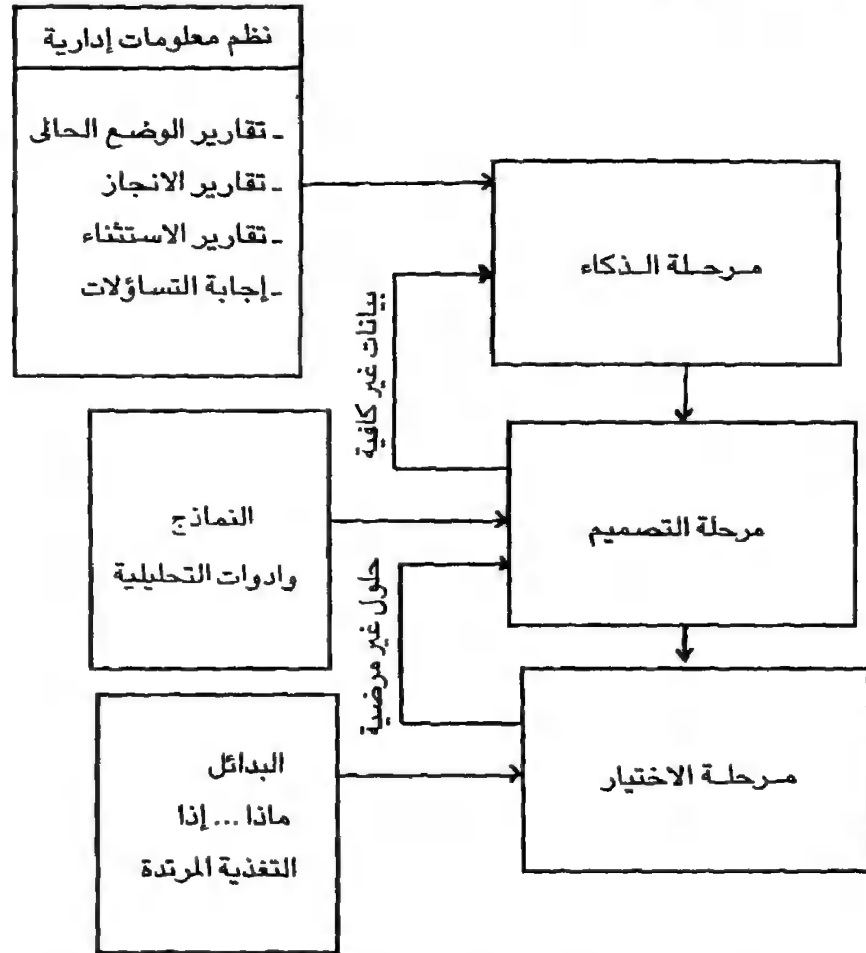 نظم معلومات إدارية
ـ تقارير الوضع الحالى
ـ تقارير الانجاز
ـ تقارير الاستثناء
ـ إجابة التساؤلات
مرحلة الذكاء
بيانات غير كافية
النماذج
وادوات التحليلية
مرحلة التصميم
حلول غير مرضية
البدائل
ماذا ... إذا
التغذية المرتدة
مرحلة الاختيار